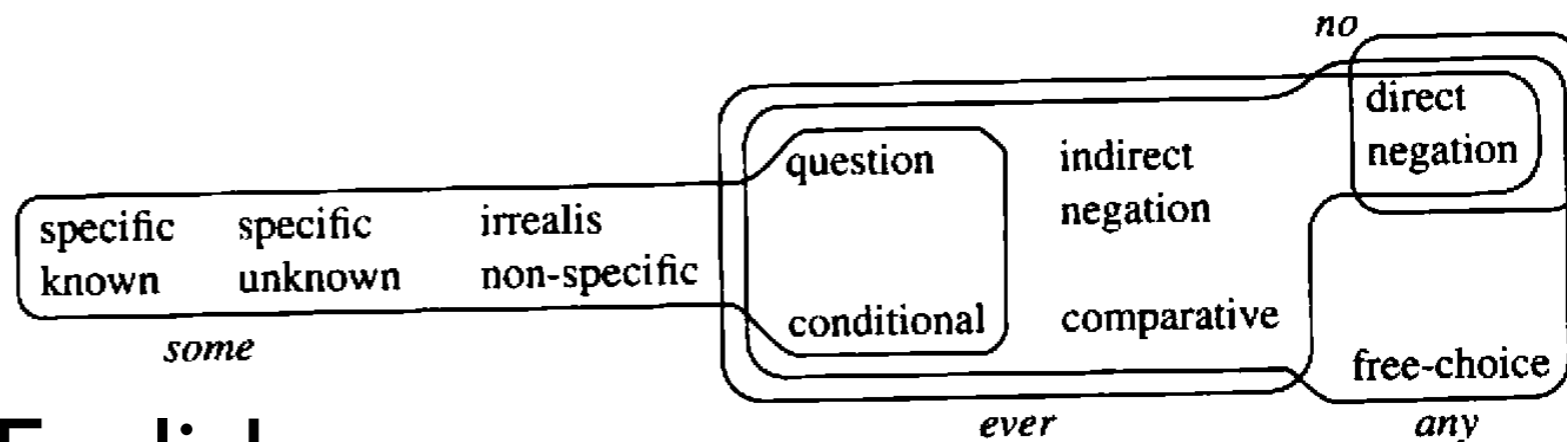 no
direct
negation
question
indirect
negation
specific
known
specific
unknown
irrealis
non-specific
conditional
comparative
free-choice
some
ever
any